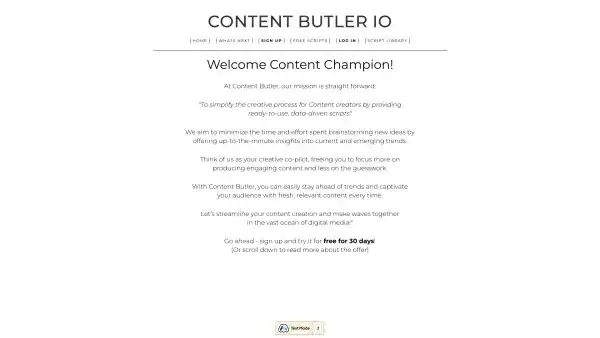 CONTENT BUTLER IO
[ HOME ] [ WHATS NEXT ] [ SIGN UP ] [ FREE SCRIPTS ] [ LOG IN ] [ SCRIPT LIBRARY ]
Welcome Content Champion!
At Content Butler, our mission is straight forward:
"To simplify the creative process for Content creators by providing
ready-to-use, data-driven scripts"
We aim to minimize the time and effort spent brainstorming new ideas by
offering up-to-the-minute insights into current and emerging trends.
Think of us as your creative co-pilot, freeing you to focus more on
producing engaging content and less on the guesswork.
With Content Butler, you can easily stay ahead of trends and captivate
your audience with fresh, relevant content every time.
Let's streamline your content creation and make waves together
in the vast ocean of digital media!"
Go ahead - sign up and try it for free for 30 days!
(Or scroll down to read more about the offer)
Test Mode